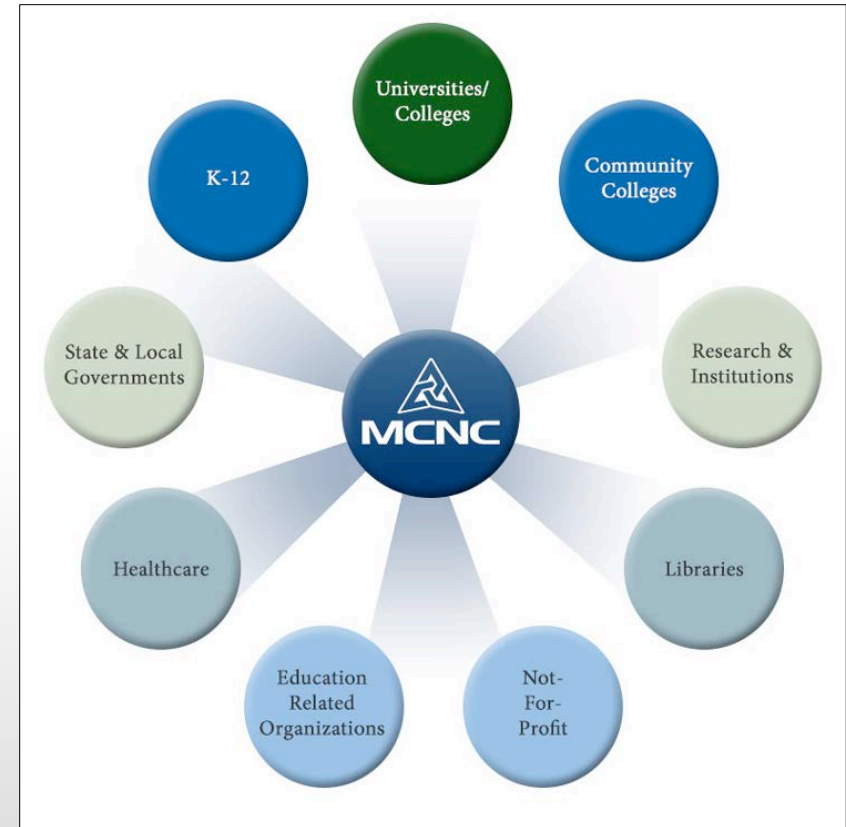 Universities/
Colleges
K-12
Community
Colleges
State & Local
Governments
Research &
Institutions
MCNC
Healthcare
Libraries
Education
Related
Organizations
Not-
For-
Profit